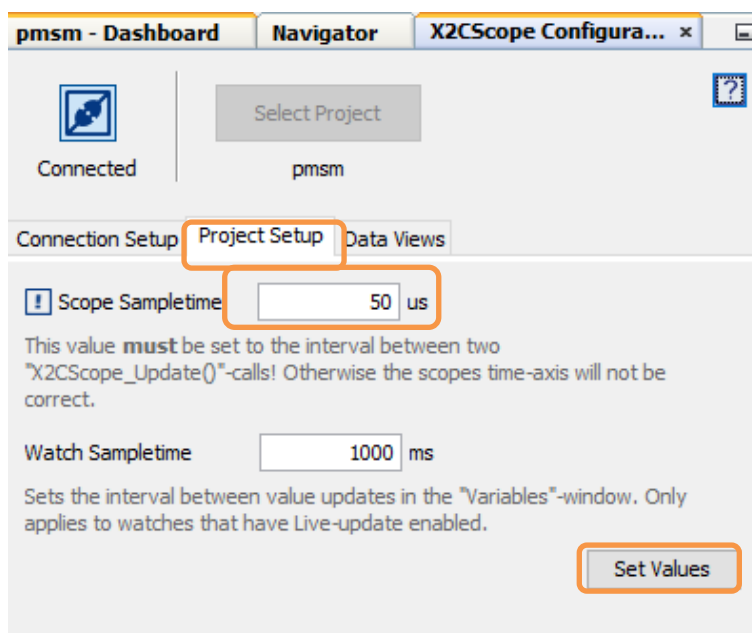 pmsm - Dashboard Navigator X2CScope Configura... ×
Select Project
?
Connected pmsm
Connection Setup Project Setup Data Views
! Scope Sampletime 50 us
This value must be set to the interval between two
"X2CScope_Update()"-calls! Otherwise the scopes time-axis will not be
correct.
Watch Sampletime 1000 ms
Sets the interval between value updates in the "Variables"-window. Only
applies to watches that have Live-update enabled.
Set Values